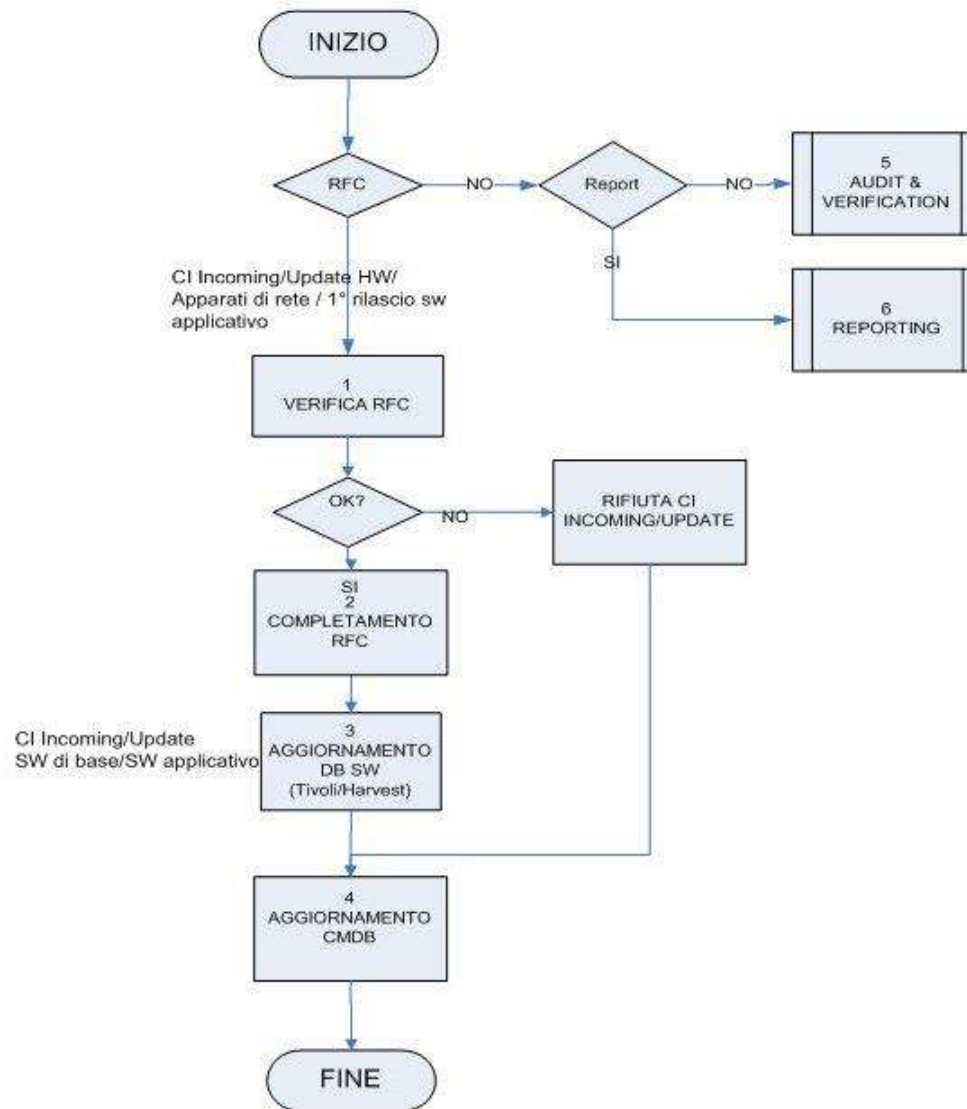 INIZIO
RFC
NO
Report
NO
5
AUDIT &
VERIFICATION
SI
CI Incoming/Update HW/
Apparati di rete / 1° rilascio sw
applicativo
6
REPORTING
1
VERIFICA RFC
OK?
NO
RIFIUTA CI
INCOMING/UPDATE
SI
2
COMPLETAMENTO
RFC
CI Incoming/Update
SW di base/SW applicativo
3
AGGIORNAMENTO
DB SW
(Tivoli/Harvest)
4
AGGIORNAMENTO
CMDB
FINE